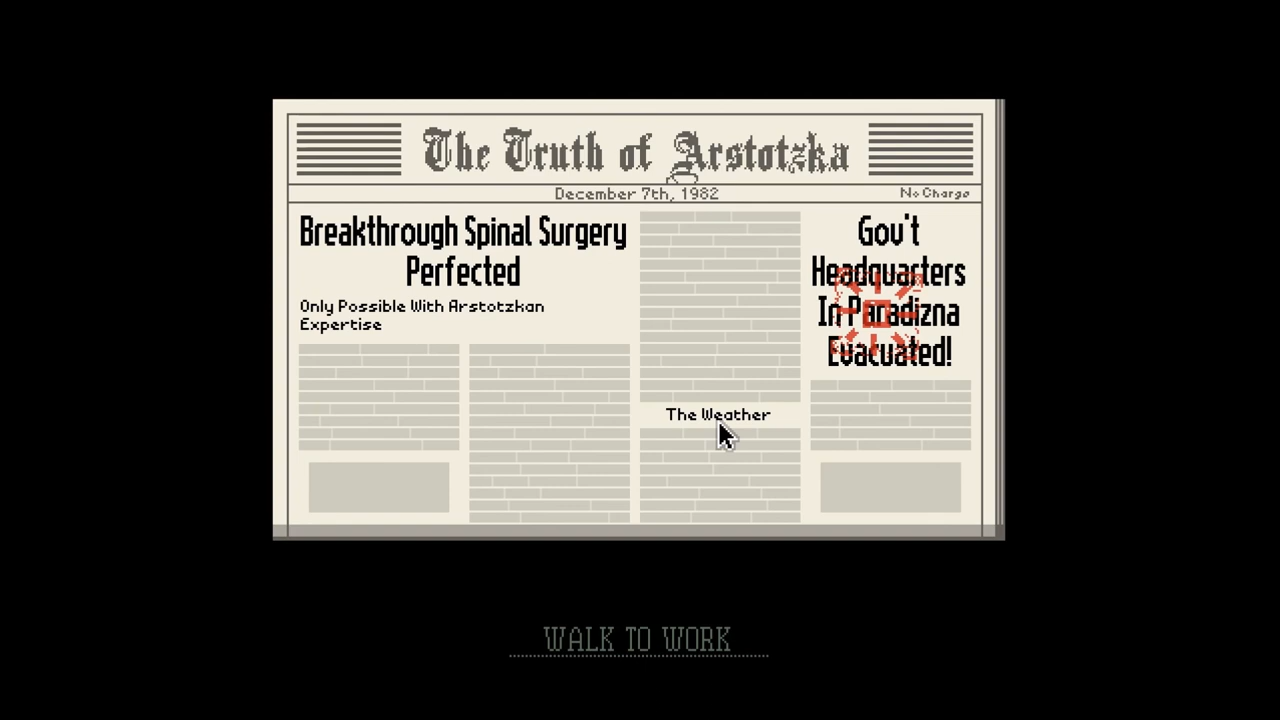 The Truth of Arstotzka
December 7th, 1982
No Charge
Breakthrough Spinal Surgery
Perfected
Only Possible With Arstotzkan
Expertise
The Weather
Gov't
Headquarters
In Paradizna
Evacuated!
WALK TO WORK